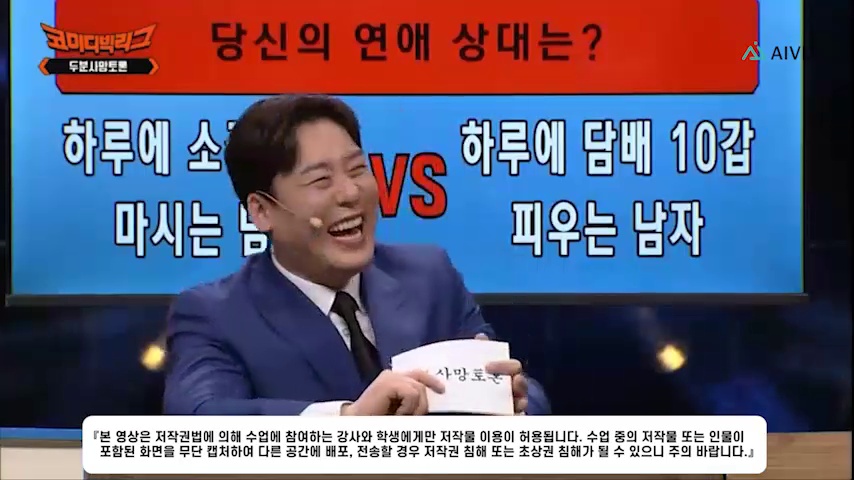 코미디빅리그
두분사망토론
당신의 연애 상대는?
AIV
하루에
마시는
VS
하루에 담배 10갑
피우는 남자
사망토론
『본 영상은 저작권법에 의해 수업에 참여하는 강사와 학생에게만 저작물 이용이 허용됩니다. 수업 중의 저작물 또는 인물이
포함된 화면을 무단 캡처하여 다른 공간에 배포, 전송할 경우 저작권 침해 또는 초상권 침해가 될 수 있으니 주의 바랍니다.』